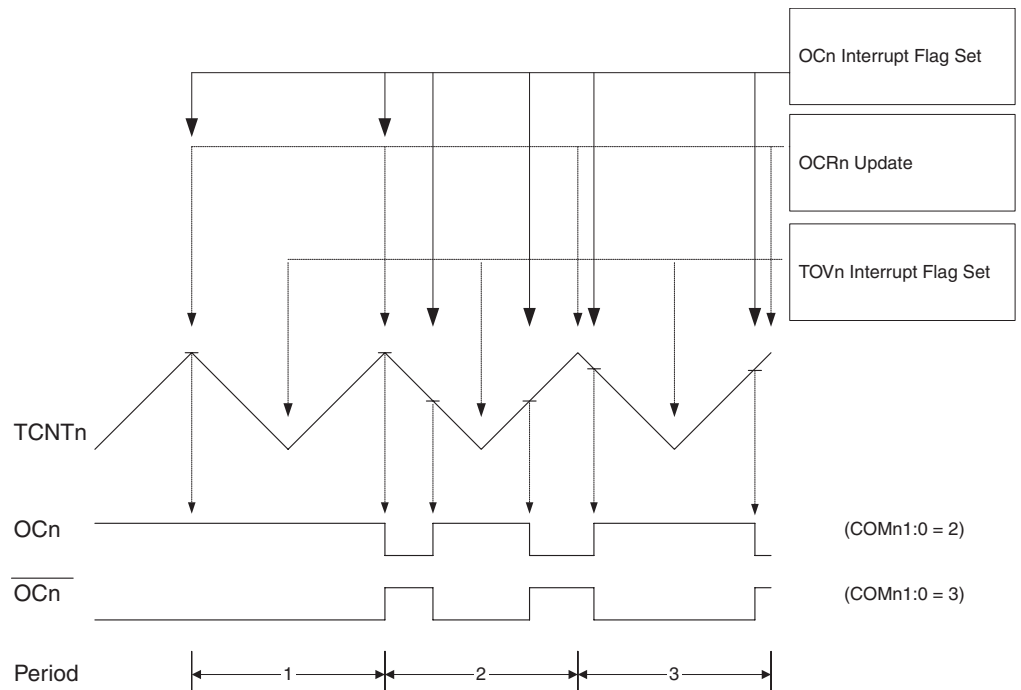 OCn Interrupt Flag Set
OCRn Update
TOVn Interrupt Flag Set
TCNTn
OCn
(COMn1:0 = 2)
OCn
(COMn1:0 = 3)
Period
1
2
3